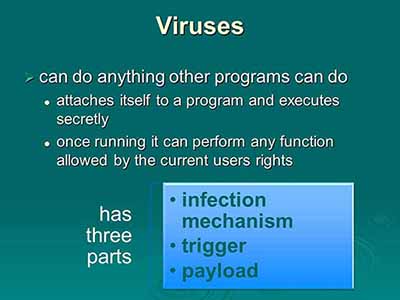 Viruses
➢ can do anything other programs can do
• attaches itself to a program and executes
secretly
• once running it can perform any function
allowed by the current users rights
has
three
parts
• infection
mechanism
• trigger
• payload